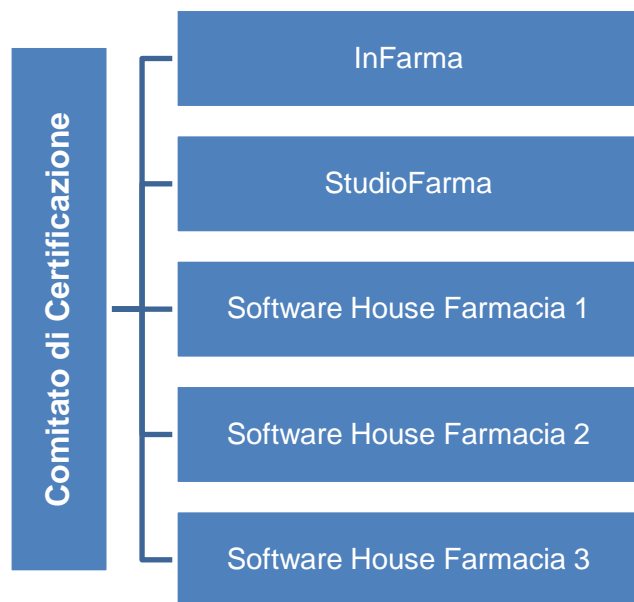 Comitato di Certificazione
InFarma
StudioFarma
Software House Farmacia 1
Software House Farmacia 2
Software House Farmacia 3